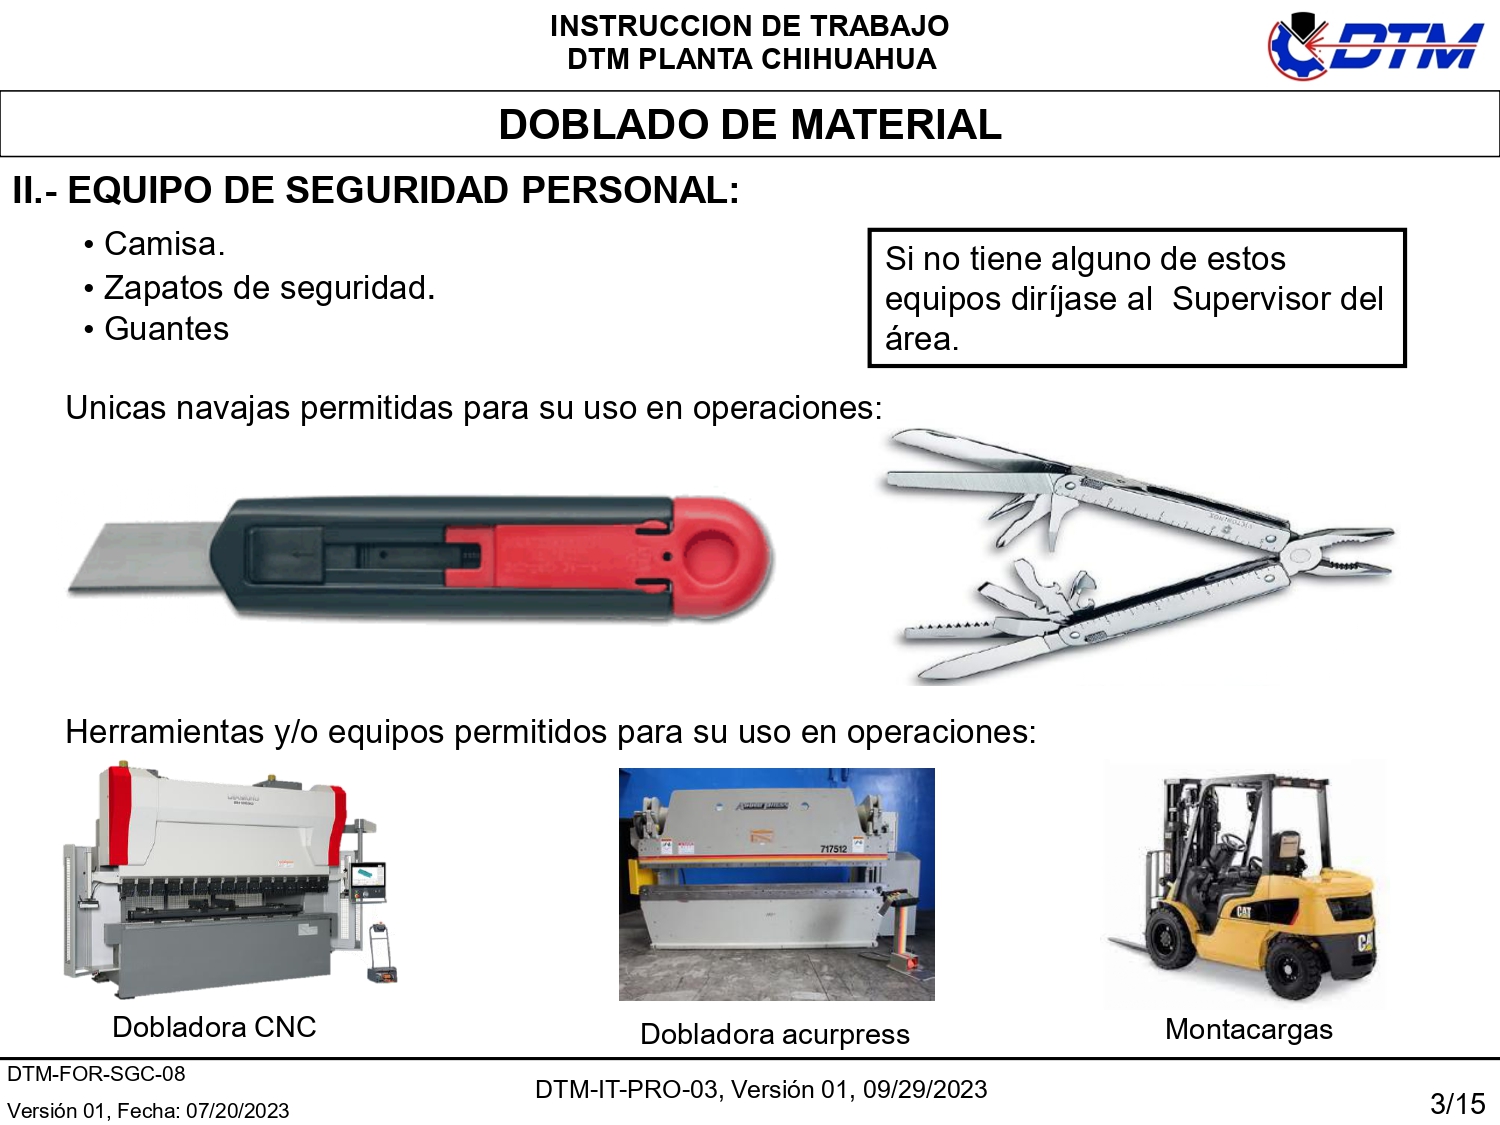 INSTRUCCION DE TRABAJO
DTM PLANTA CHIHUAHUA
DTM
DOBLADO DE MATERIAL
II.- EQUIPO DE SEGURIDAD PERSONAL:
• Camisa.
• Zapatos de seguridad.
• Guantes
Si no tiene alguno de estos
equipos diríjase al  Supervisor del
área.
Unicas navajas permitidas para su uso en operaciones:
Herramientas y/o equipos permitidos para su uso en operaciones:
717512
CAT
Dobladora CNC
Dobladora acurpress
Montacargas
DTM-FOR-SGC-08
Versión 01, Fecha: 07/20/2023
DTM-IT-PRO-03, Versión 01, 09/29/2023
3/15